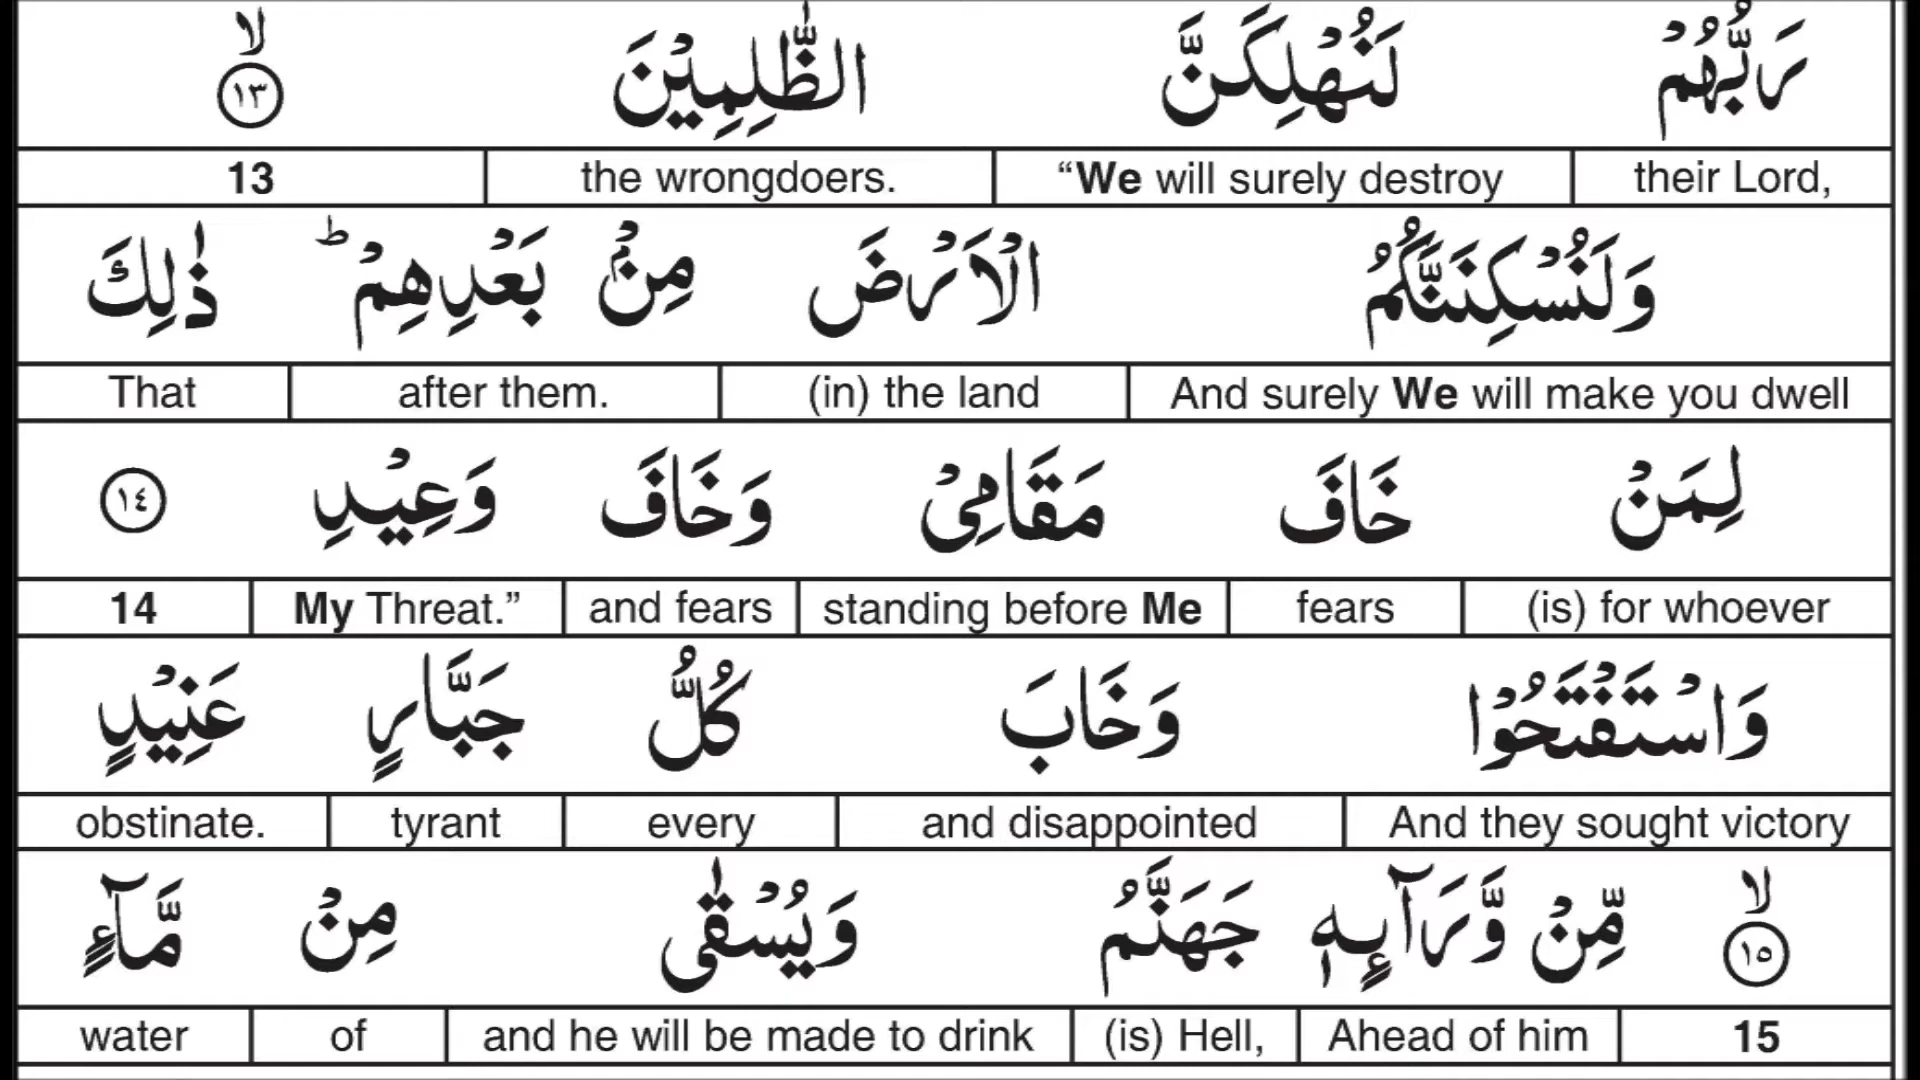 رَبُّهُمْ لَنُهْلِكَنَّ الظّٰلِمِيْنَ ۙ ١٣
their Lord, “We will surely destroy the wrongdoers. 13
وَلَنُسْكِنَنَّكُمُ الْاَرْضَ مِنْۢ بَعْدِهِمْ ؕ ذٰلِكَ
And surely We will make you dwell (in) the land after them. That
لِمَنْ خَافَ مَقَامِىْ وَخَافَ وَعِيْدِ ١٤
(is) for whoever fears standing before Me and fears My Threat.” 14
وَاسْتَفْتَحُوْا وَخَابَ كُلُّ جَبَّارٍ عَنِيْدٍ
And they sought victory and disappointed every tyrant obstinate.
ۙ ١٥ مِّنْ وَّرَآئِهٖ جَهَنَّمُ وَيُسْقٰى مِنْ مَّآءٍ
15 Ahead of him (is) Hell, and he will be made to drink of water